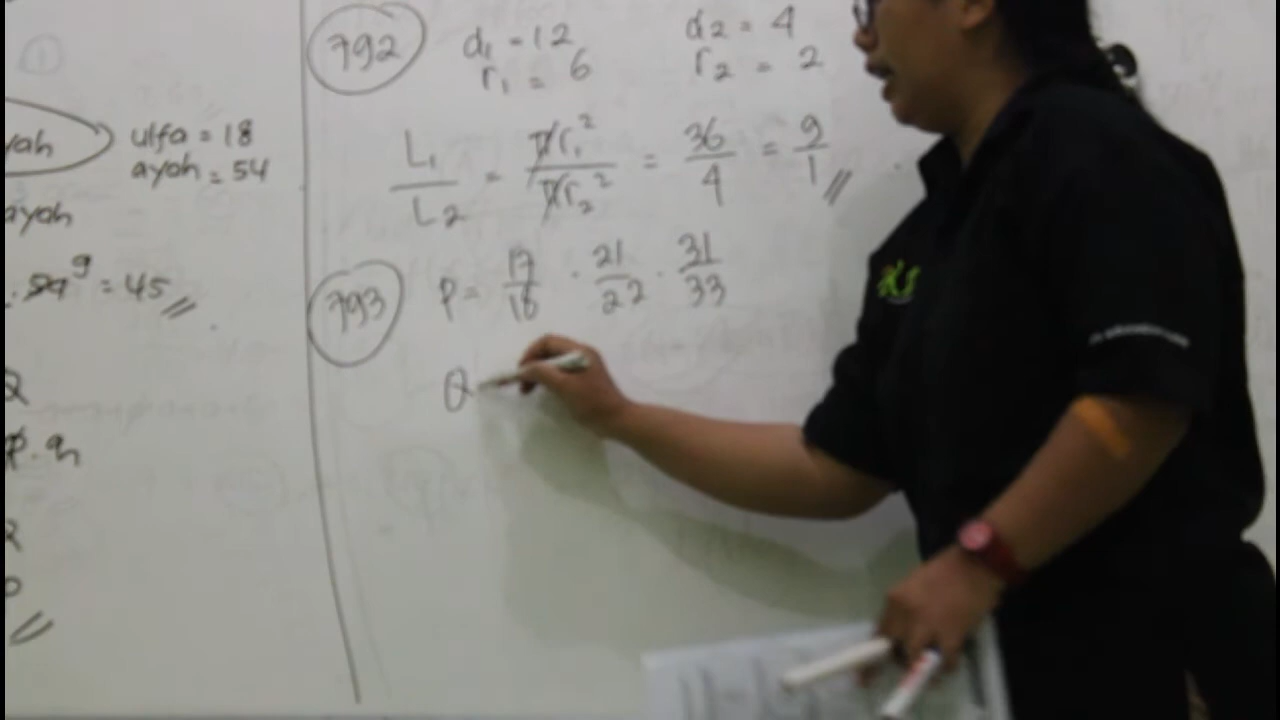 yah
ulfa = 18
ayah = 54
ayah
. 54 9 = 45
p. q
792
d1 = 12
r1 = 6
d2 = 4
r2 = 2
L1/L2 = πr1²/πr2² = 36/4 = 9/1
793
P = 17/18 . 21/22 . 31/33
Q